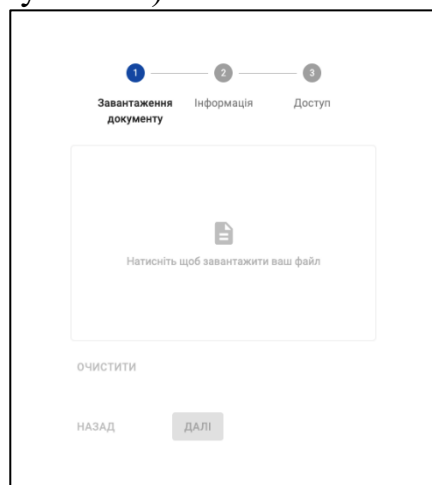 1 2 3
Завантаження Інформація Доступ
документу
Натисніть щоб завантажити ваш файл
ОЧИСТИТИ
НАЗАД ДАЛІ